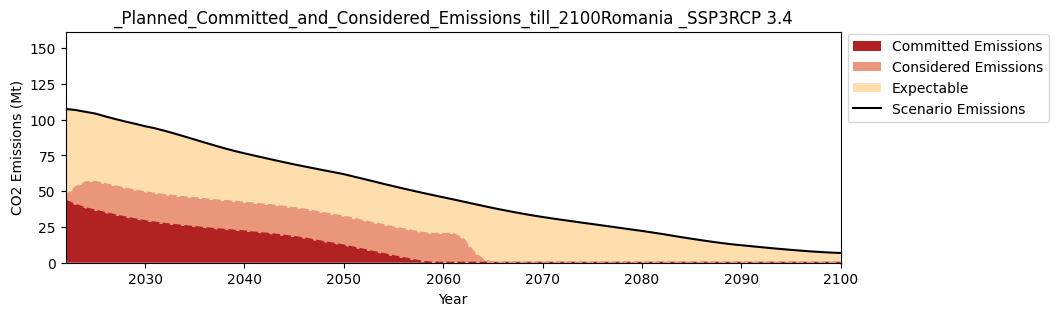 _Planned_Committed_and_Considered_Emissions_till_2100Romania _SSP3RCP 3.4
150
125
100
75
50
25
0
CO2 Emissions (Mt)
2030 2040 2050 2060 2070 2080 2090 2100
Year
Committed Emissions
Considered Emissions
Expectable
Scenario Emissions